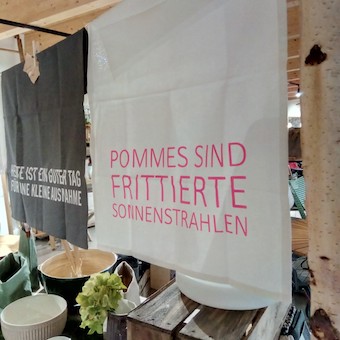 HEUTE IST EIN GUTER TAG
FÜR EINE KLEINE AUSNAHME
POMMES SIND
FRITTIERTE
SONNENSTRAHLEN